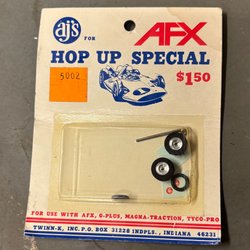 aj's FOR AFX
HOP UP SPECIAL
5002
$1.50
FOR USE WITH AFX, G-PLUS, MAGNA-TRACTION, TYCO-PRO
TWINN-K, INC. P.O. BOX 31228 INDPLS., INDIANA 46231